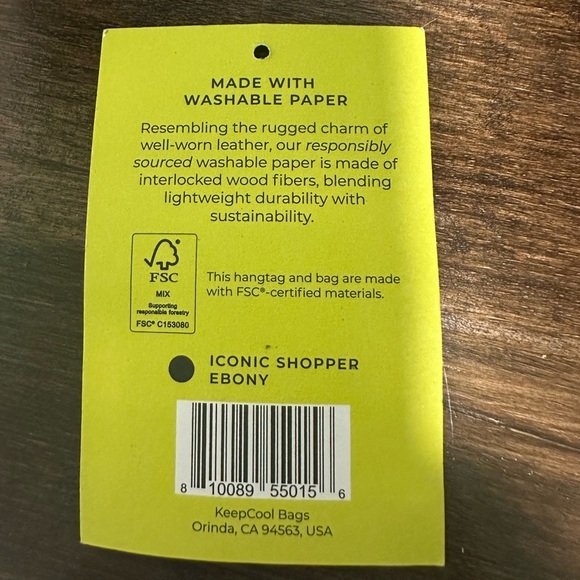 MADE WITH
WASHABLE PAPER
Resembling the rugged charm of
well-worn leather, our responsibly
sourced washable paper is made of
interlocked wood fibers, blending
lightweight durability with
sustainability.
FSC
MIX
Supporting
responsible forestry
FSC® C153080
This hangtag and bag are made
with FSC®-certified materials.
ICONIC SHOPPER
EBONY
8 10089 55015 6
KeepCool Bags
Orinda, CA 94563, USA